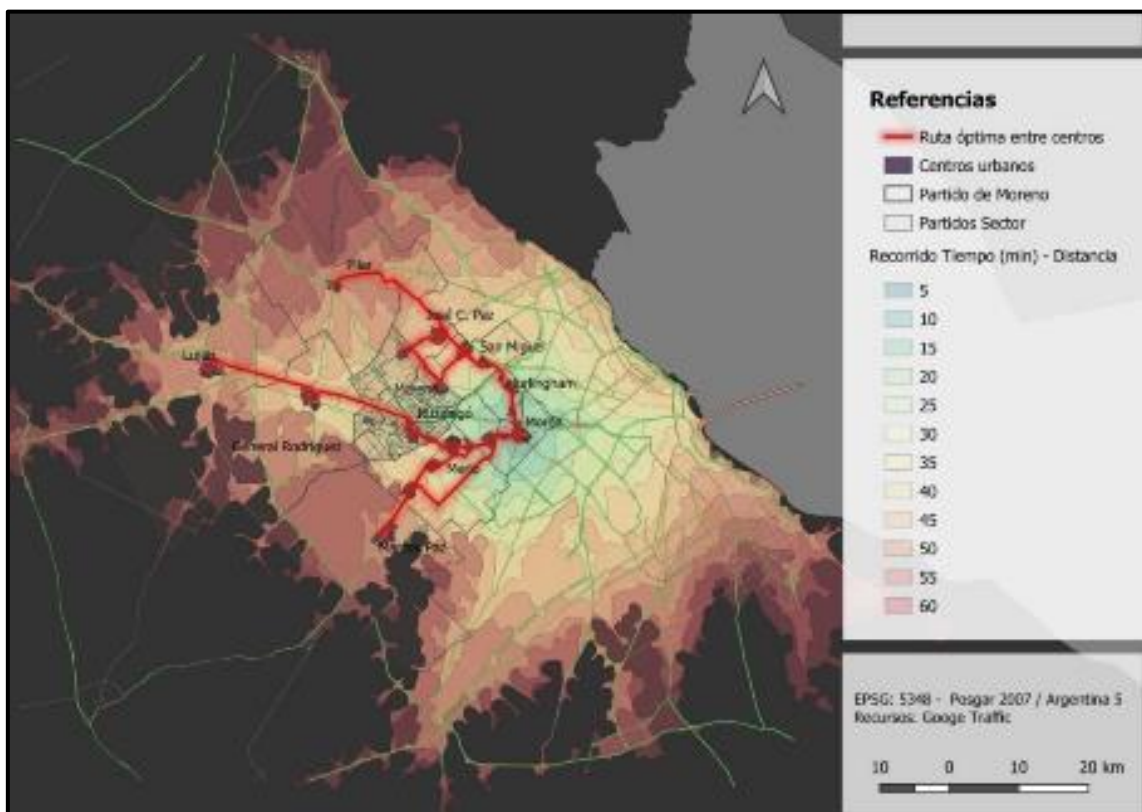 Referencias
Ruta óptima entre centros
Centros urbanos
Partido de Moreno
Partidos Sector
Recorrido Tiempo (min) - Distancia
5
10
15
20
25
30
35
40
45
50
55
60
EPSG: 5348 - Posgar 2007 / Argentina 5
Recursos: Googe Traffic
10 0 10 20 km
Pilar
José C. Paz
San Miguel
Hurlingham
Luján
Moreno
Ituzaingo
Morón
General Rodriguez
Merlo